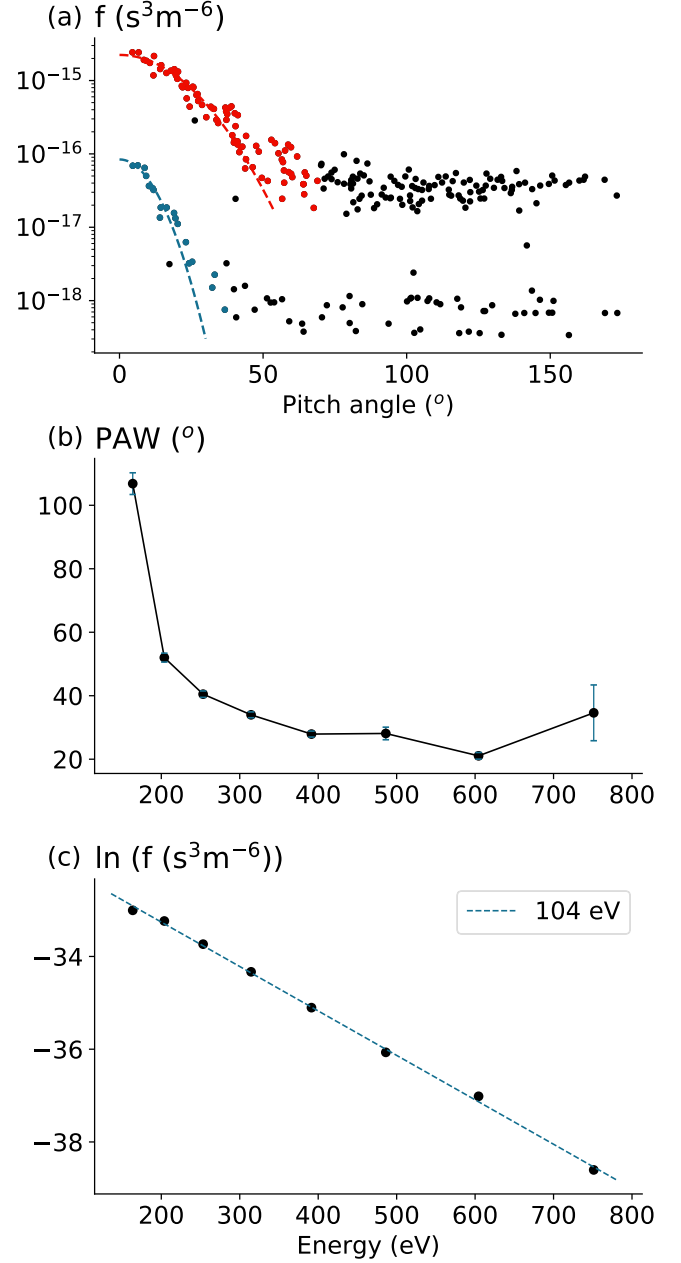 (a) f (s³m⁻⁶)
10⁻¹⁵
10⁻¹⁶
10⁻¹⁷
10⁻¹⁸
0 50 100 150
Pitch angle (ᵒ)
(b) PAW (ᵒ)
100
80
60
40
20
200 300 400 500 600 700 800
(c) ln (f (s³m⁻⁶))
104 eV
−34
−36
−38
200 300 400 500 600 700 800
Energy (eV)